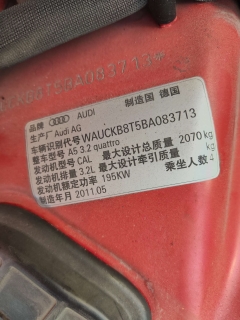 WAUCKB8T5BA083713*
品牌 AUDI 制造国 德国
生产厂 Audi AG
车辆识别代号 WAUCKB8T5BA083713
整车型号 A5 3.2 quattro
发动机型号 CAL 最大设计总质量 2070 kg
发动机排量 3.2L 最大设计牵引质量 kg
发动机额定功率 195KW 乘坐人数 4
制造年月 2011.05